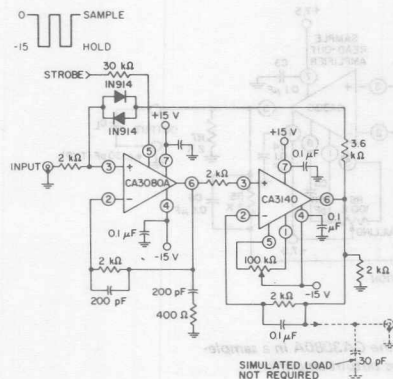 0
SAMPLE
-15
HOLD
30 kΩ
STROBE
1N914
1N914
+15 V
+15 V
0.1 μF
3.6 kΩ
INPUT
2 kΩ
3
5
7
CA3080A
6
2 kΩ
3
7
CA3140
6
2
4
2
5
1
4
0.1 μF
0.1 μF
-15 V
100 kΩ
2 kΩ
200 pF
200 pF
400 Ω
-15 V
2 kΩ
0.1 μF
2 kΩ
30 pF
SIMULATED LOAD
NOT REQUIRED